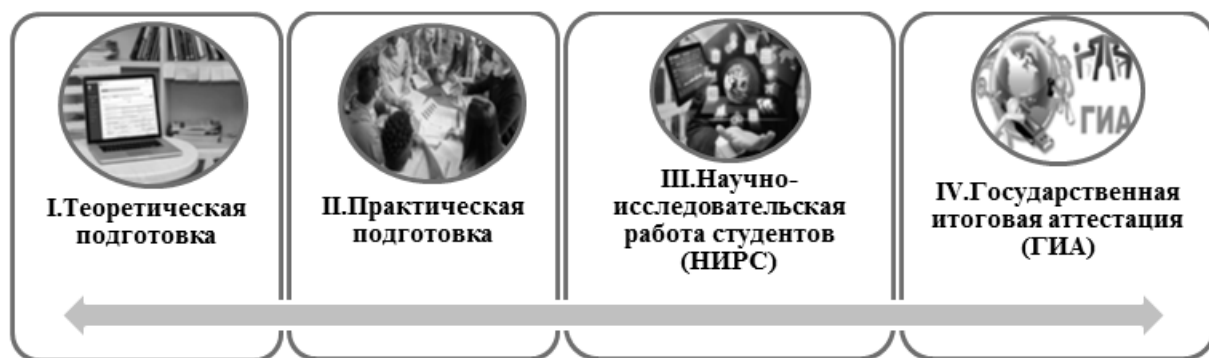 ГИА
I.Теоретическая
подготовка
II.Практическая
подготовка
III.Научно-
исследовательская
работа студентов
(НИРС)
IV.Государственная
итоговая аттестация
(ГИА)